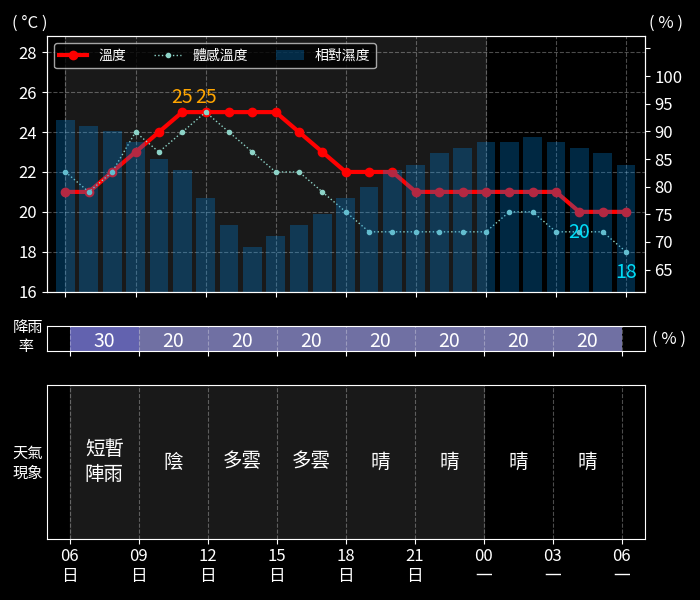 ( °C )
( % )
溫度
體感溫度
相對濕度
28
26
24
22
20
18
16
100
95
90
85
80
75
70
65
25
25
20
18
降雨
率
30
20
20
20
20
20
20
20
( % )
天氣
現象
短暫
陣雨
陰
多雲
多雲
晴
晴
晴
晴
06
日
09
日
12
日
15
日
18
日
21
日
00
一
03
一
06
一